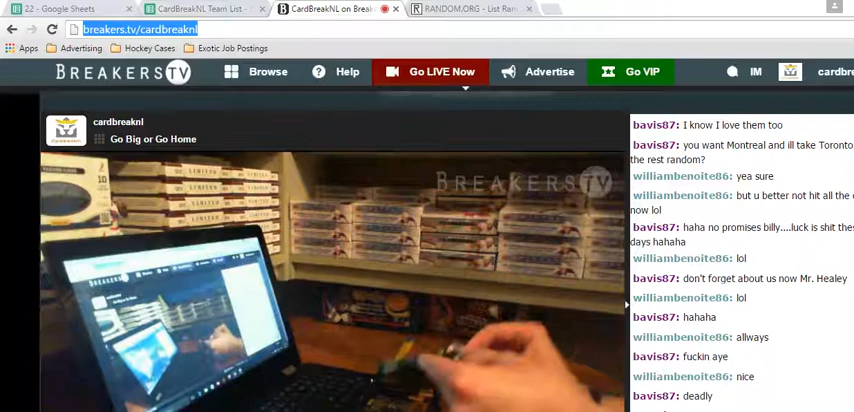 22 - Google Sheets
CardBreakNL Team List -
CardBreakNL on Break
RANDOM.ORG - List Ran
breakers.tv/cardbreaknl
Apps Advertising Hockey Cases Exotic Job Postings
BREAKERS TV Browse Help Go LIVE Now Advertise Go VIP IM cardbre
cardbreaknl
Go Big or Go Home
BREAKERS TV
LIMITED
bavis87: I know I love them too
bavis87: you want Montreal and ill take Toronto
the rest random?
williambenoite86: yea sure
williambenoite86: but u better not hit all the
now lol
bavis87: haha no promises billy....luck is shit thes
days hahaha
williambenoite86: lol
bavis87: don't forget about us now Mr. Healey
williambenoite86: lol
bavis87: hahaha
williambenoite86: allways
bavis87: fuckin aye
williambenoite86: nice
bavis87: deadly